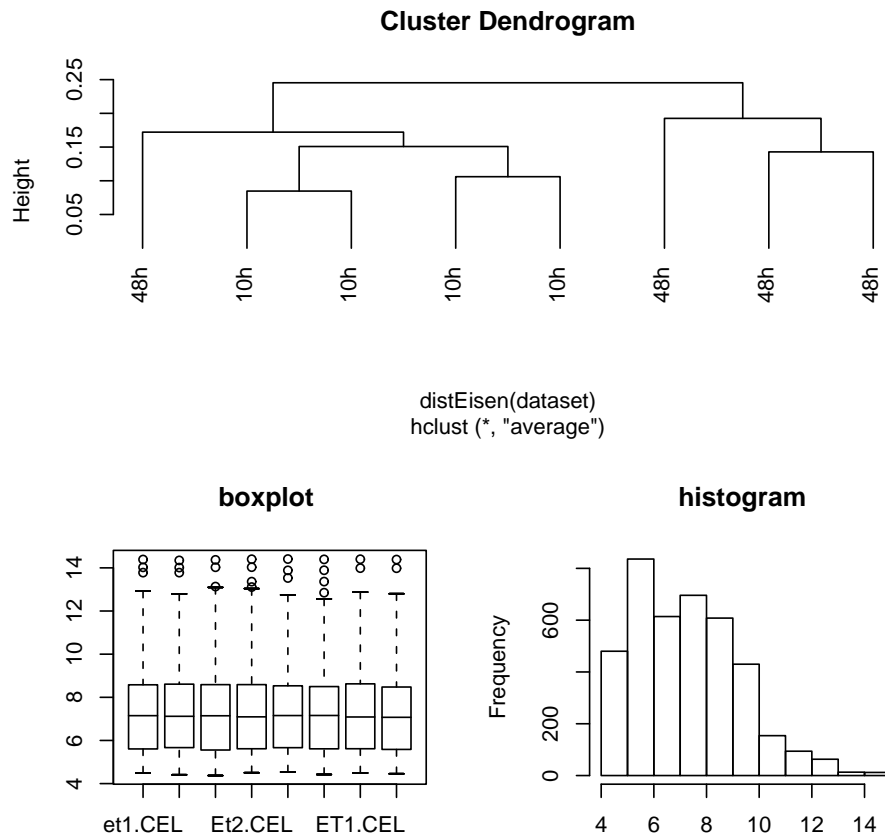 Cluster Dendrogram
Height
0.05
0.15
0.25
48h
10h
10h
10h
10h
48h
48h
48h
distEisen(dataset)
hclust (*, "average")
boxplot
4
6
8
10
12
14
et1.CEL Et2.CEL ET1.CEL
histogram
Frequency
0
200
600
4 6 8 10 12 14